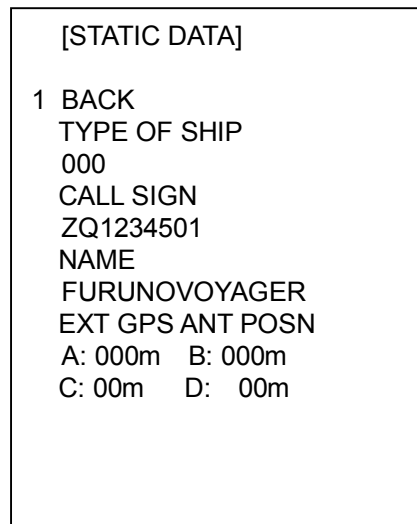 [STATIC DATA]
1 BACK
TYPE OF SHIP
000
CALL SIGN
ZQ1234501
NAME
FURUNOVOYAGER
EXT GPS ANT POSN
A: 000m B: 000m
C: 00m D: 00m